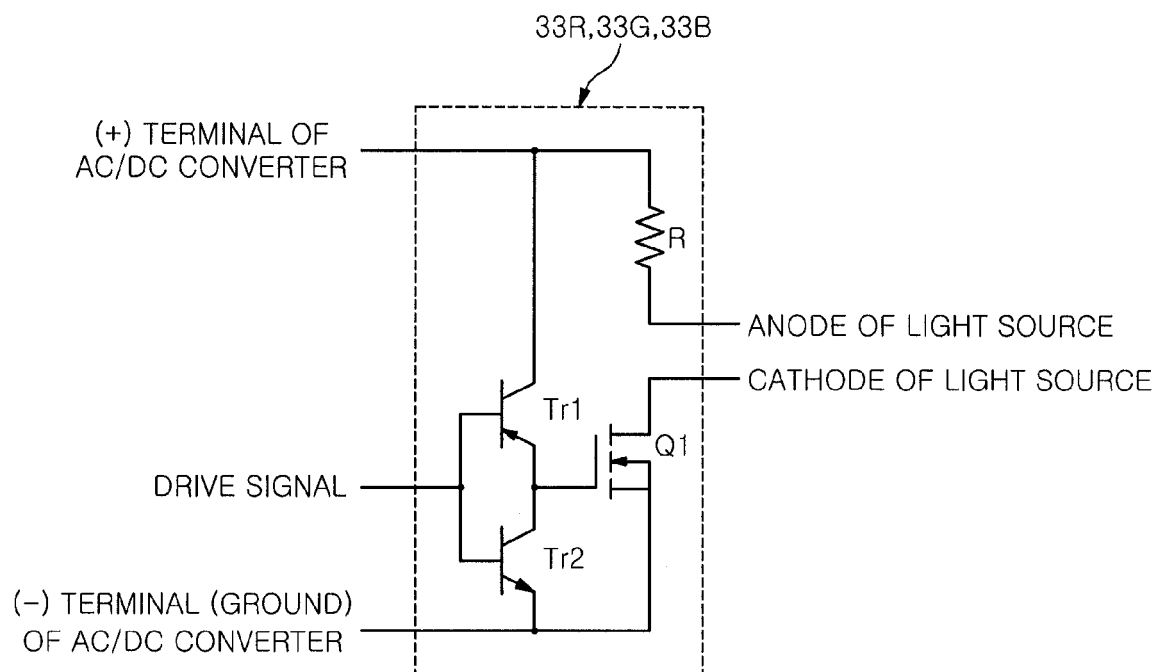 33R,33G,33B
(+) TERMINAL OF
AC/DC CONVERTER
R
ANODE OF LIGHT SOURCE
CATHODE OF LIGHT SOURCE
Tr1
Q1
DRIVE SIGNAL
Tr2
(−) TERMINAL (GROUND)
OF AC/DC CONVERTER